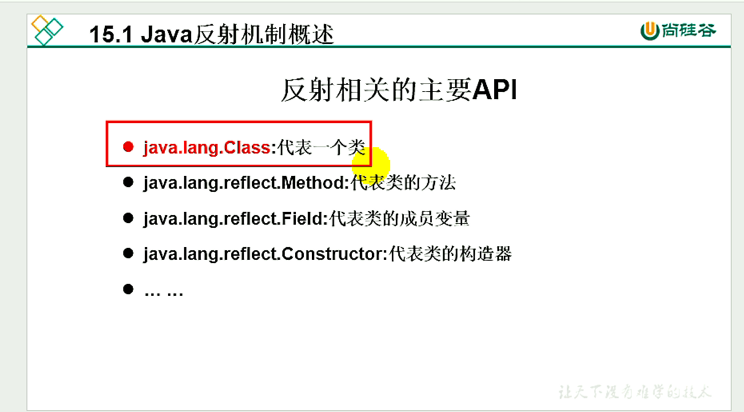 15.1 Java反射机制概述
尚硅谷
反射相关的主要API
java.lang.Class:代表一个类
java.lang.reflect.Method:代表类的方法
java.lang.reflect.Field:代表类的成员变量
java.lang.reflect.Constructor:代表类的构造器
… …
让天下没有难学的技术